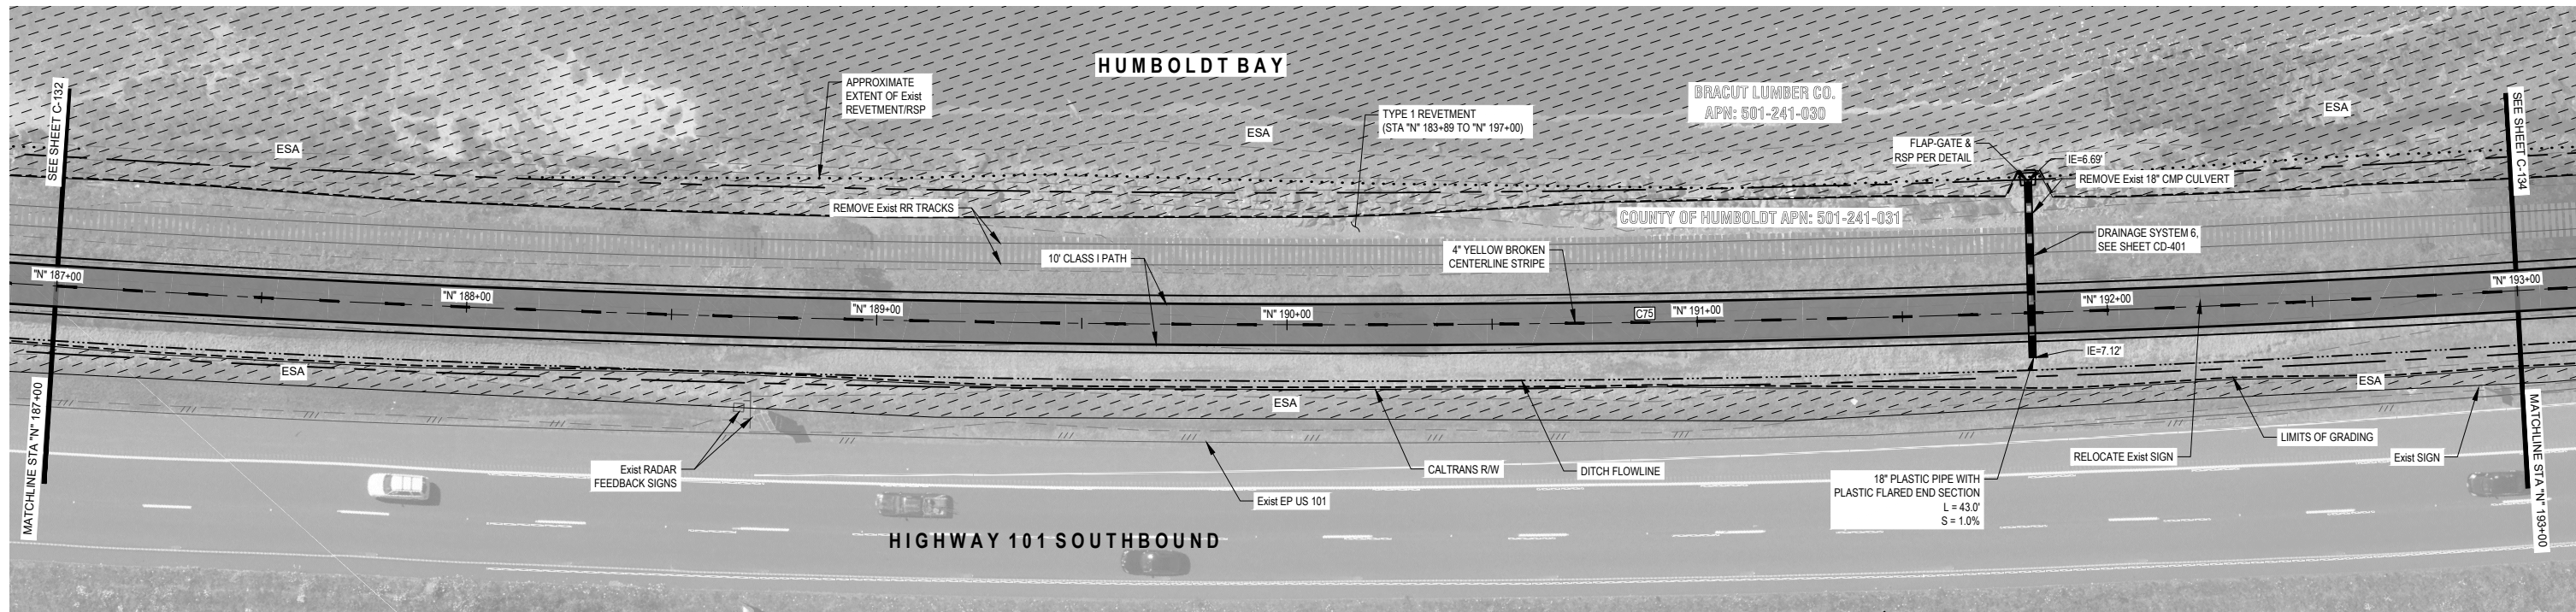 HUMBOLDT BAY
SEE SHEET C-132
APPROXIMATE
EXTENT OF Exist
REVETMENT/RSP
ESA
ESA
TYPE 1 REVETMENT
(STA "N" 183+89 TO "N" 197+00)
BRACUT LUMBER CO.
APN: 501-241-030
ESA
SEE SHEET C-134
FLAP-GATE &
RSP PER DETAIL
IE=6.69'
REMOVE Exist 18" CMP CULVERT
REMOVE Exist RR TRACKS
COUNTY OF HUMBOLDT APN: 501-241-031
DRAINAGE SYSTEM 6,
SEE SHEET CD-401
10' CLASS I PATH
4" YELLOW BROKEN
CENTERLINE STRIPE
"N" 187+00
"N" 188+00
"N" 189+00
"N" 190+00
C75
"N" 191+00
"N" 192+00
"N" 193+00
IE=7.12'
ESA
ESA
ESA
MATCHLINE STA "N" 187+00
Exist RADAR
FEEDBACK SIGNS
Exist EP US 101
CALTRANS R/W
DITCH FLOWLINE
18" PLASTIC PIPE WITH
PLASTIC FLARED END SECTION
L = 43.0'
S = 1.0%
RELOCATE Exist SIGN
LIMITS OF GRADING
Exist SIGN
MATCHLINE STA "N" 193+00
HIGHWAY 101 SOUTHBOUND